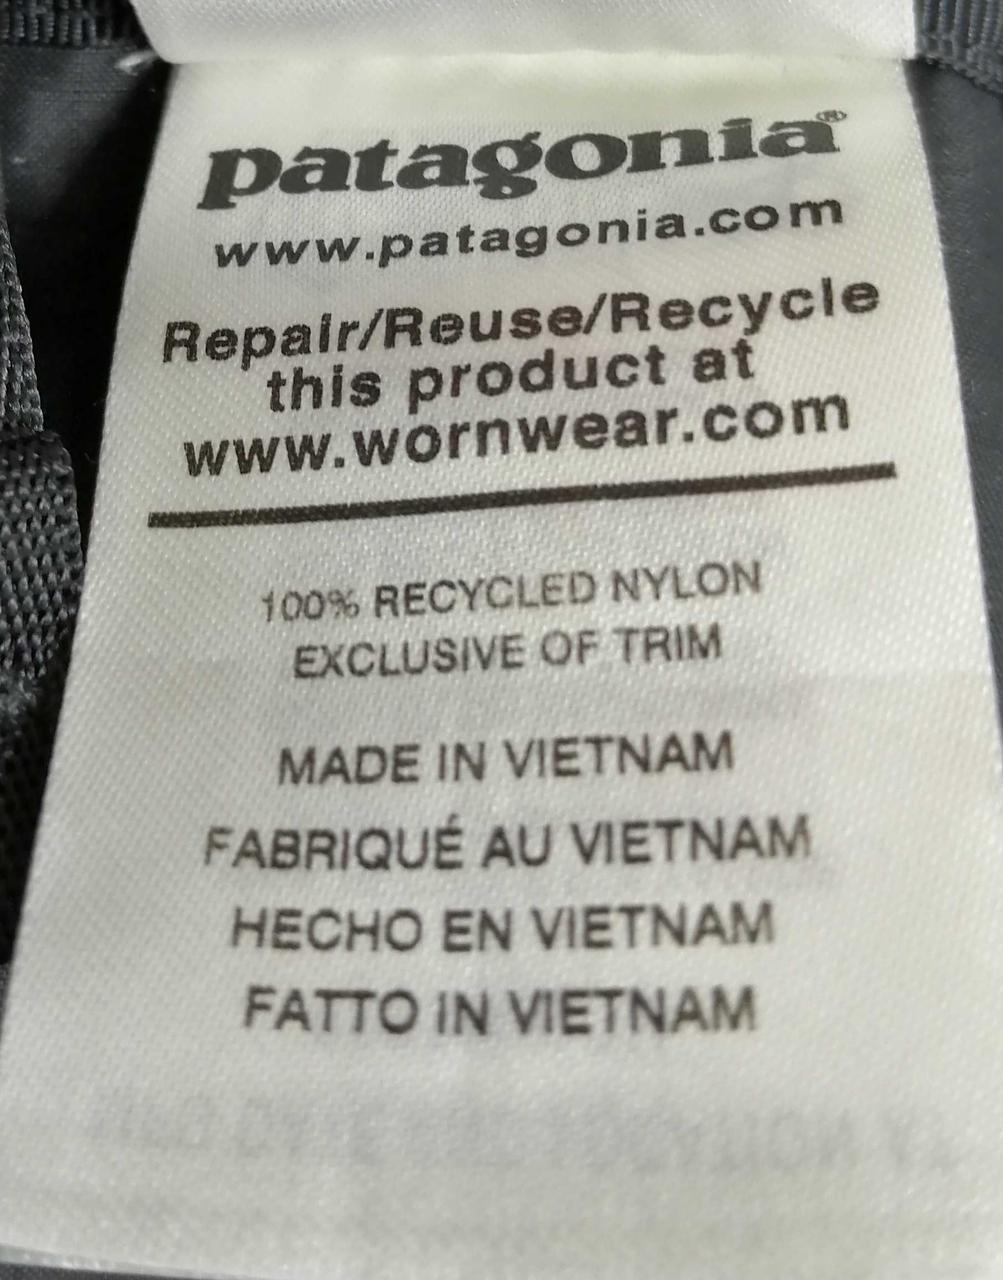 patagonia®
www.patagonia.com
Repair/Reuse/Recycle
this product at
www.wornwear.com
100% RECYCLED NYLON
EXCLUSIVE OF TRIM
MADE IN VIETNAM
FABRIQUÉ AU VIETNAM
HECHO EN VIETNAM
FATTO IN VIETNAM